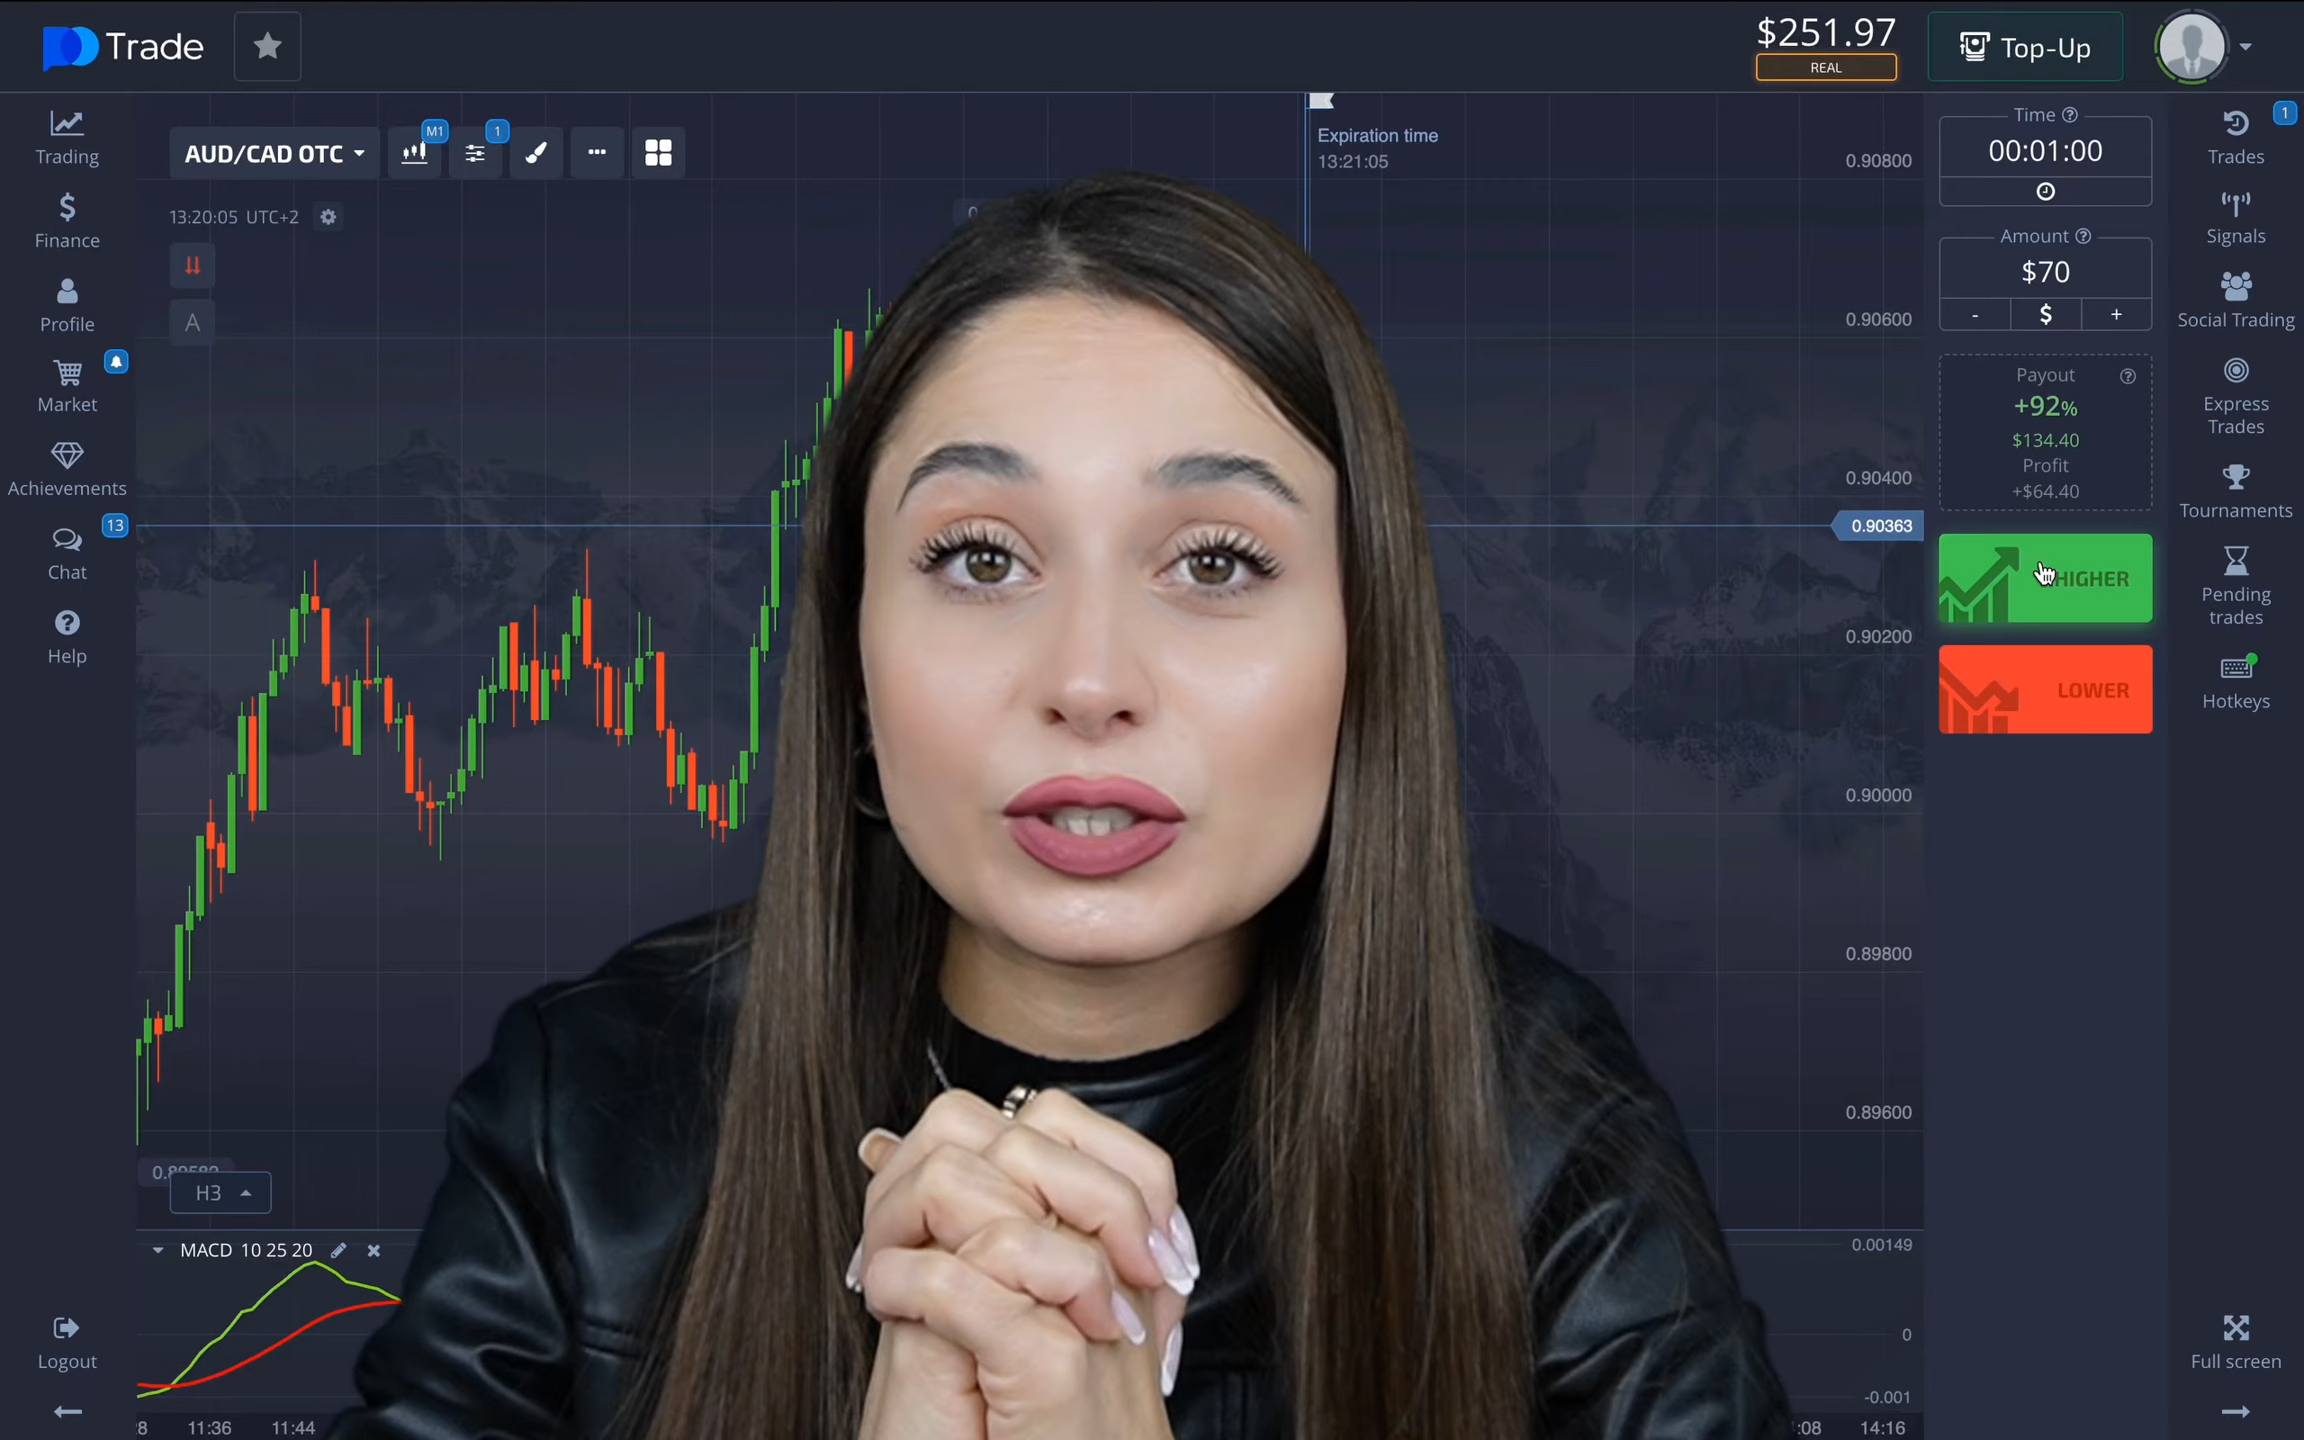 Trade
$251.97
REAL
Top-Up
Trading
Finance
Profile
Market
Achievements
13
Chat
Help
Logout
AUD/CAD OTC
M1
1
13:20:05 UTC+2
A
Expiration time
13:21:05
0.90800
0.90600
0.90400
0.90363
0.90200
0.90000
0.89800
0.89600
H3
MACD 10 25 20
0.00149
0
-0.001
11:36
11:44
:08
14:16
Time
00:01:00
Amount
$70
- $ +
Payout
+92%
$134.40
Profit
+$64.40
HIGHER
LOWER
1
Trades
Signals
Social Trading
Express
Trades
Tournaments
Pending
trades
Hotkeys
Full screen